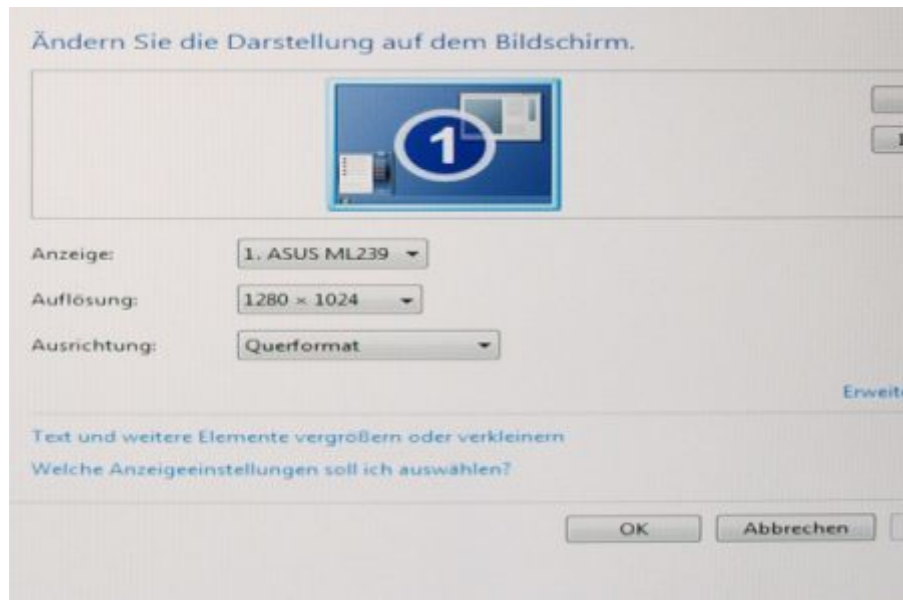 Ändern Sie die Darstellung auf dem Bildschirm.
1
Anzeige: 1. ASUS ML239
Auflösung: 1280 × 1024
Ausrichtung: Querformat
Text und weitere Elemente vergrößern oder verkleinern
Welche Anzeigeeinstellungen soll ich auswählen?
OK Abbrechen